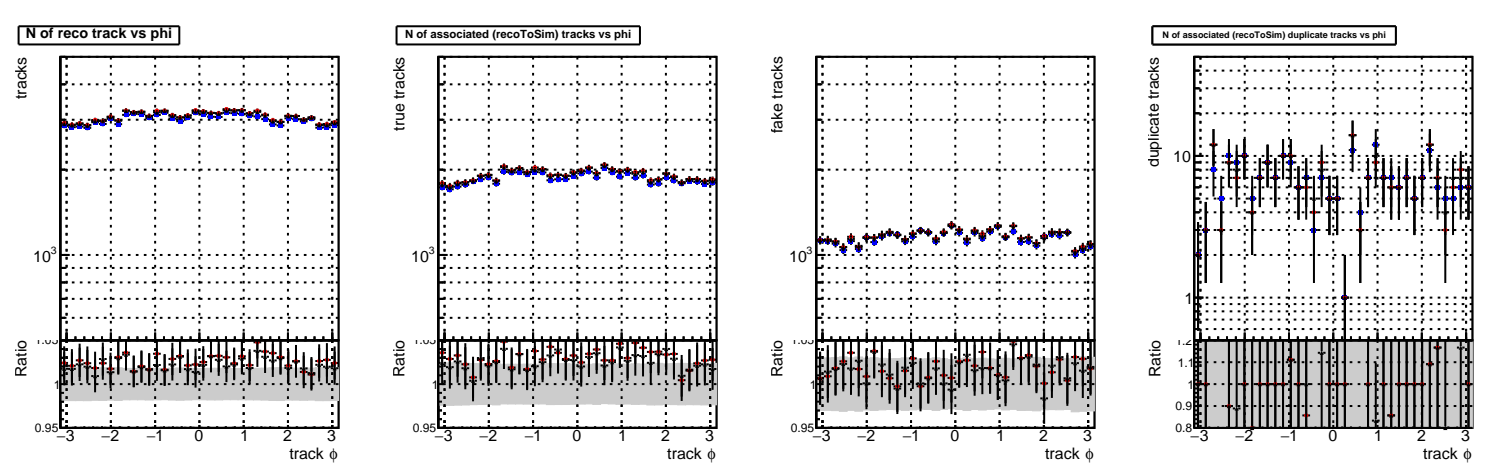 N of reco track vs phi
tracks
10³
Ratio
1
0.95
−3 −2 −1 0 1 2 3
track ϕ
N of associated (recoToSim) tracks vs phi
true tracks
10³
Ratio
1
0.95
−3 −2 −1 0 1 2 3
track ϕ
fake tracks
10³
Ratio
1
0.95
−3 −2 −1 0 1 2 3
track ϕ
N of associated (recoToSim) duplicate tracks vs phi
duplicate tracks
10
1
Ratio
1.2
1.1
1
0.9
0.8
−3 −2 −1 0 1 2 3
track ϕ